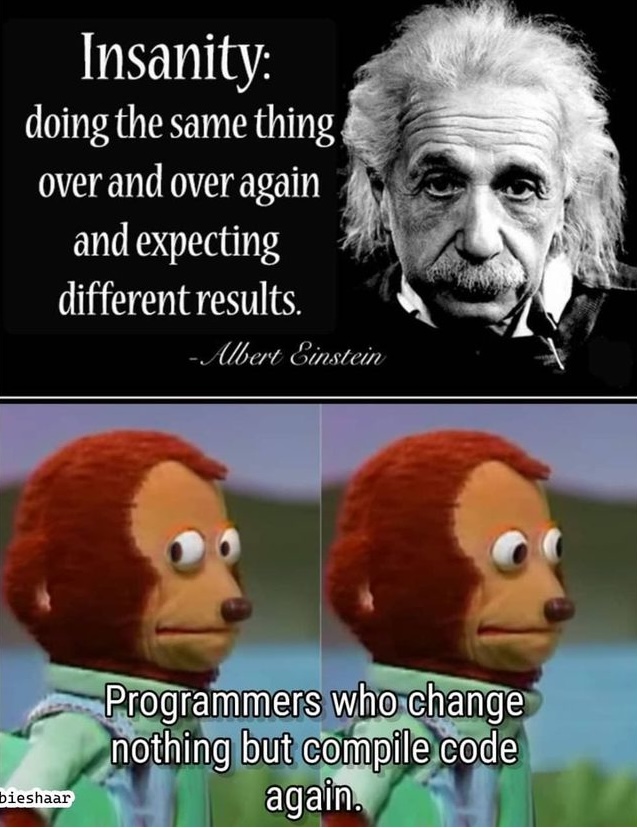 Insanity:
doing the same thing
over and over again
and expecting
different results.
-Albert Einstein
Programmers who change
nothing but compile code
again.
bieshaar